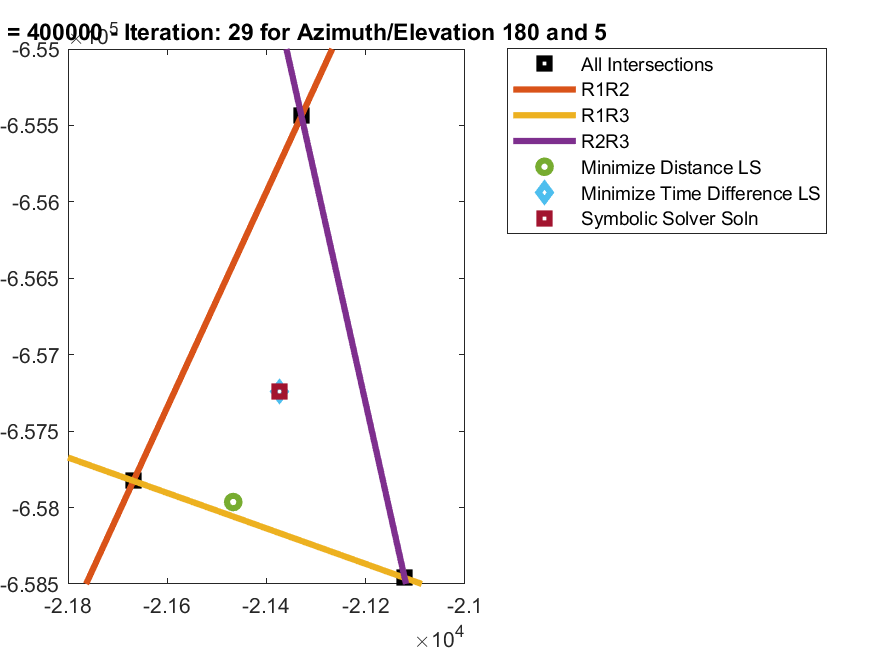 = 400000 - Iteration: 29 for Azimuth/Elevation 180 and 5
×10^5
-6.55
-6.555
-6.56
-6.565
-6.57
-6.575
-6.58
-6.585
-2.18
-2.16
-2.14
-2.12
-2.1
×10^4
All Intersections
R1R2
R1R3
R2R3
Minimize Distance LS
Minimize Time Difference LS
Symbolic Solver Soln